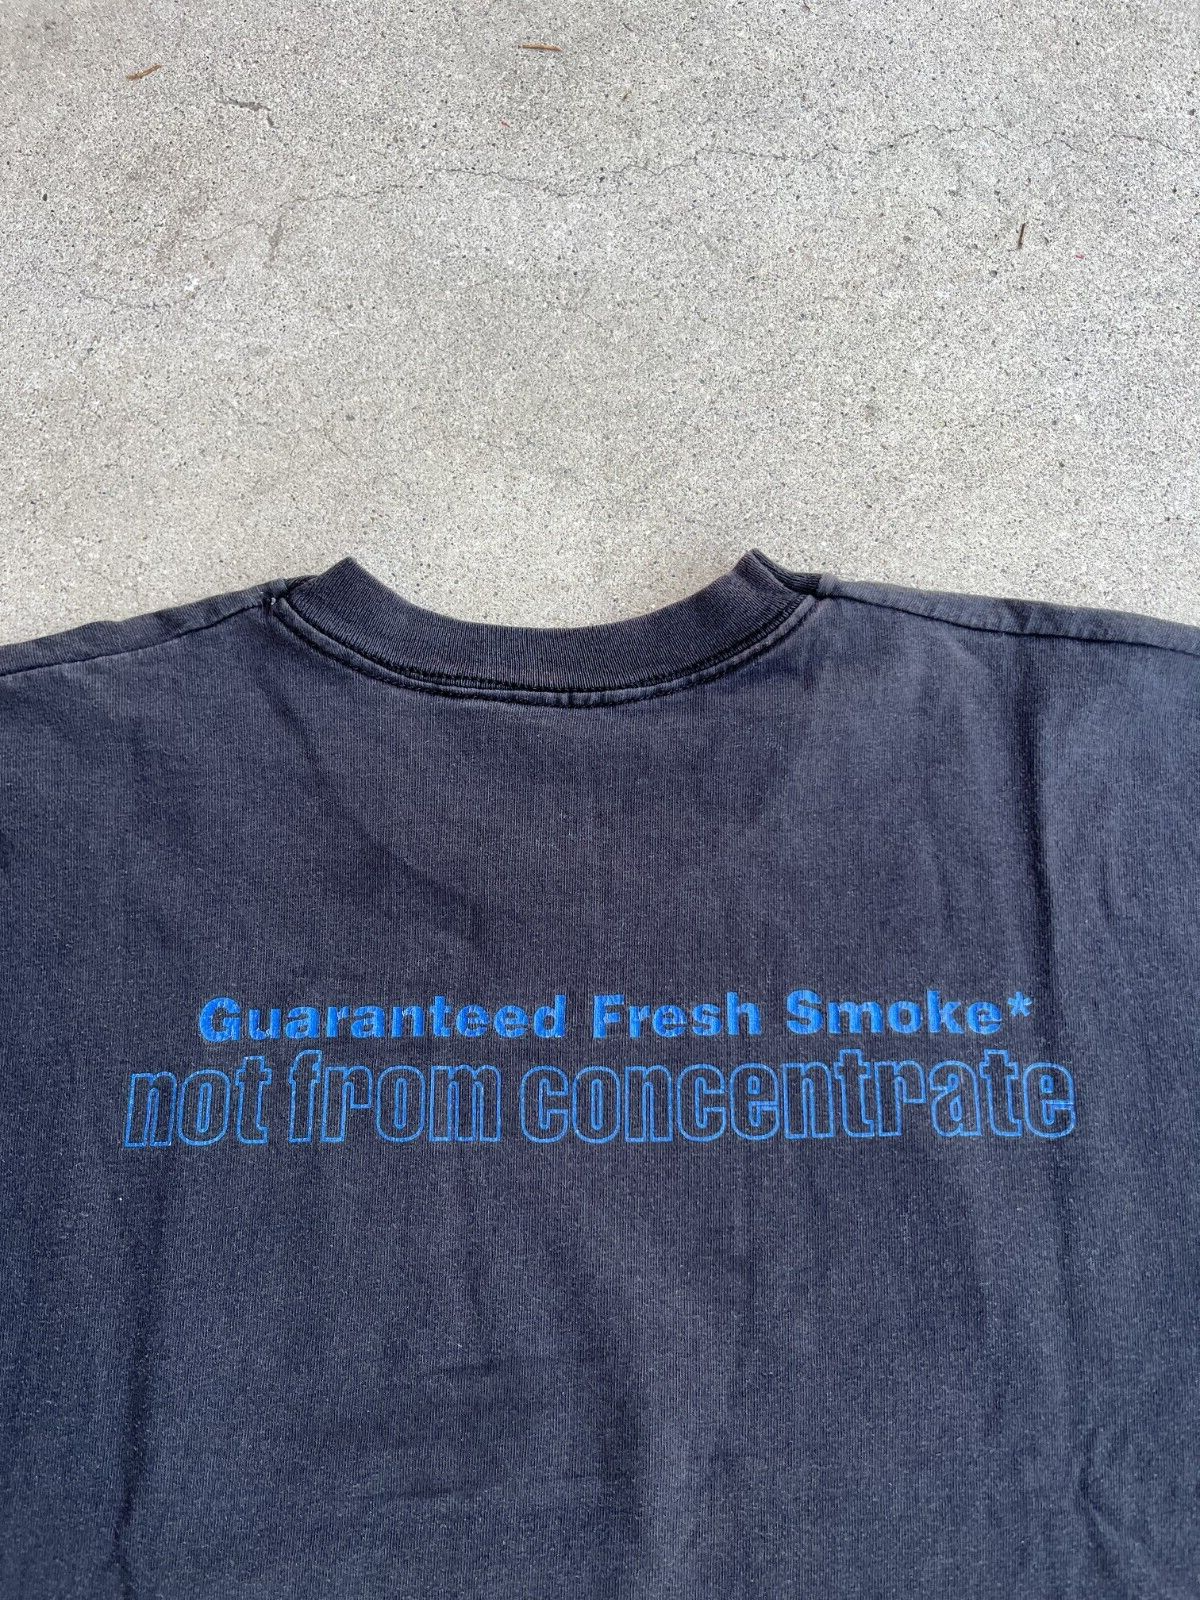 Guaranteed Fresh Smoke*
not from concentrate